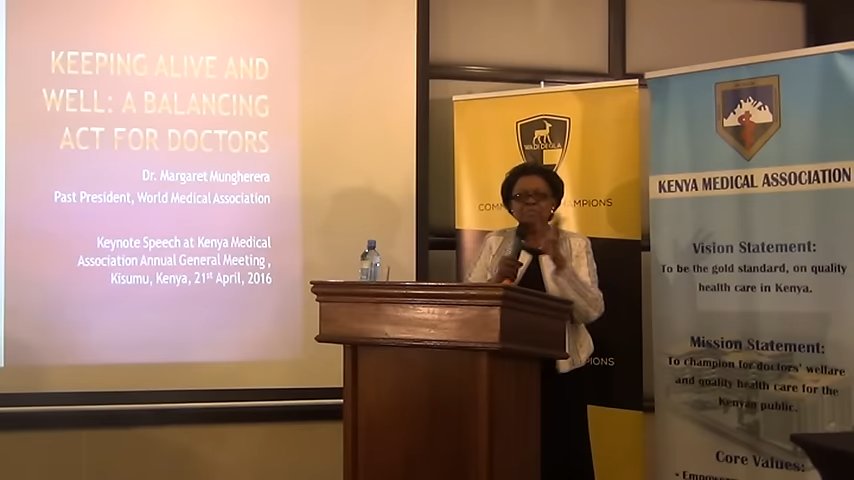 KEEPING ALIVE AND
WELL: A BALANCING
ACT FOR DOCTORS
Dr. Margaret Mungherera
Past President, World Medical Association
Keynote Speech at Kenya Medical
Association Annual General Meeting ,
Kisumu, Kenya, 21st April, 2016
WADI DEGLA
KENYA MEDICAL ASSOCIATION
Vision Statement:
To be the gold standard, on quality
health care in Kenya.
Mission Statement:
To champion for doctors' welfare
and quality health care for the
Kenyan public.
Core Values: